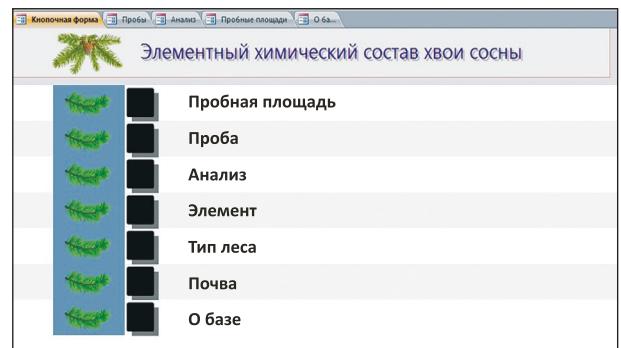 Кнопочная форма Пробы Анализ Пробные площади О ба...
Элементный химический состав хвои сосны
Пробная площадь
Проба
Анализ
Элемент
Тип леса
Почва
О базе